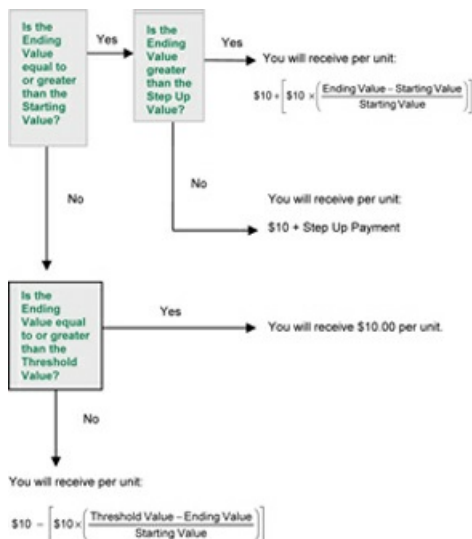 Is the
Ending
Value
equal to
or greater
than the
Starting
Value?
Yes
Is the
Ending
Value
greater
than the
Step Up
Value?
Yes
You will receive per unit:
$10 + [ $10 × ( Ending Value – Starting Value
Starting Value ) ]
No
You will receive per unit:
$10 + Step Up Payment
No
Is the
Ending
Value equal
to or greater
than the
Threshold
Value?
Yes
You will receive $10.00 per unit.
No
You will receive per unit:
$10 – [ $10 × ( Threshold Value – Ending Value
Starting Value ) ]